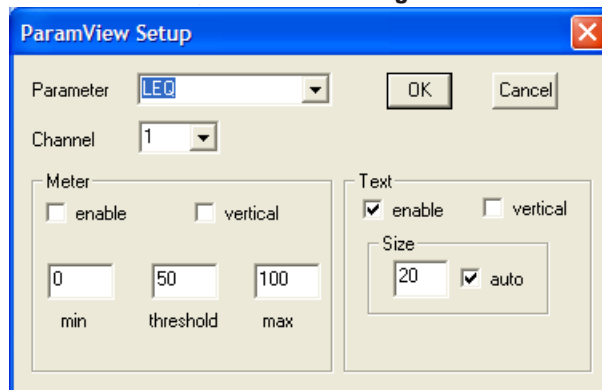 ParamView Setup
Parameter LEQ OK Cancel
Channel 1
Meter Text
enable vertical enable vertical
Size
0 50 100 20 auto
min threshold max